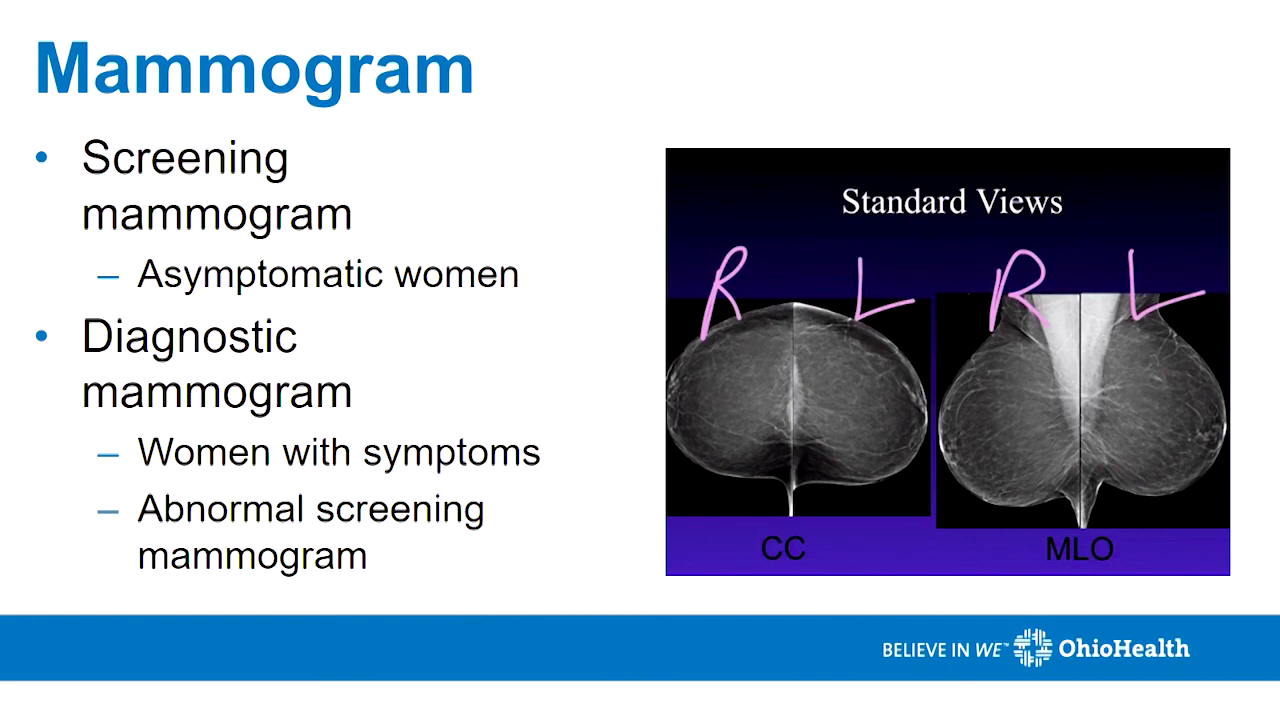 Mammogram
• Screening
mammogram
– Asymptomatic women
• Diagnostic
mammogram
– Women with symptoms
– Abnormal screening
mammogram
Standard Views
R L R L
CC MLO
BELIEVE IN WE™ OhioHealth